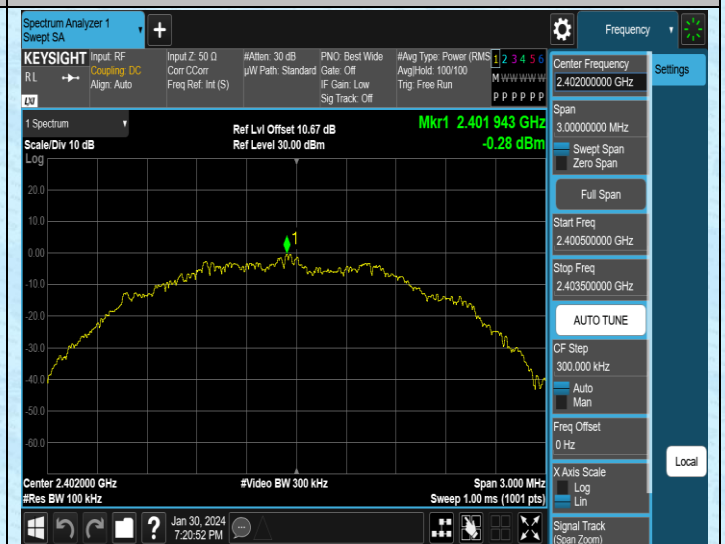 Spectrum Analyzer 1
Swept SA
+
Frequency
KEYSIGHT
RL
LXI
Input: RF
Coupling: DC
Align: Auto
Input Z: 50 Ω
Corr CCorr
Freq Ref: Int (S)
#Atten: 30 dB
µW Path: Standard
PNO: Best Wide
Gate: Off
IF Gain: Low
Sig Track: Off
#Avg Type: Power (RMS
Avg|Hold: 100/100
Trig: Free Run
1 2 3 4 5 6
M W W W W W
P P P P P P
1 Spectrum
Scale/Div 10 dB
Log
Ref Lvl Offset 10.67 dB
Ref Level 30.00 dBm
Mkr1 2.401 943 GHz
-0.28 dBm
20.0
10.0
0.00
-10.0
-20.0
-30.0
-40.0
-50.0
-60.0
1
Center 2.402000 GHz
#Res BW 100 kHz
#Video BW 300 kHz
Span 3.000 MHz
Sweep 1.00 ms (1001 pts)
Jan 30, 2024
7:20:52 PM
?
Center Frequency
2.402000000 GHz
Settings
Span
3.00000000 MHz
Swept Span
Zero Span
Full Span
Start Freq
2.400500000 GHz
Stop Freq
2.403500000 GHz
AUTO TUNE
CF Step
300.000 kHz
Auto
Man
Freq Offset
0 Hz
X Axis Scale
Log
Lin
Local
Signal Track
(Span Zoom)